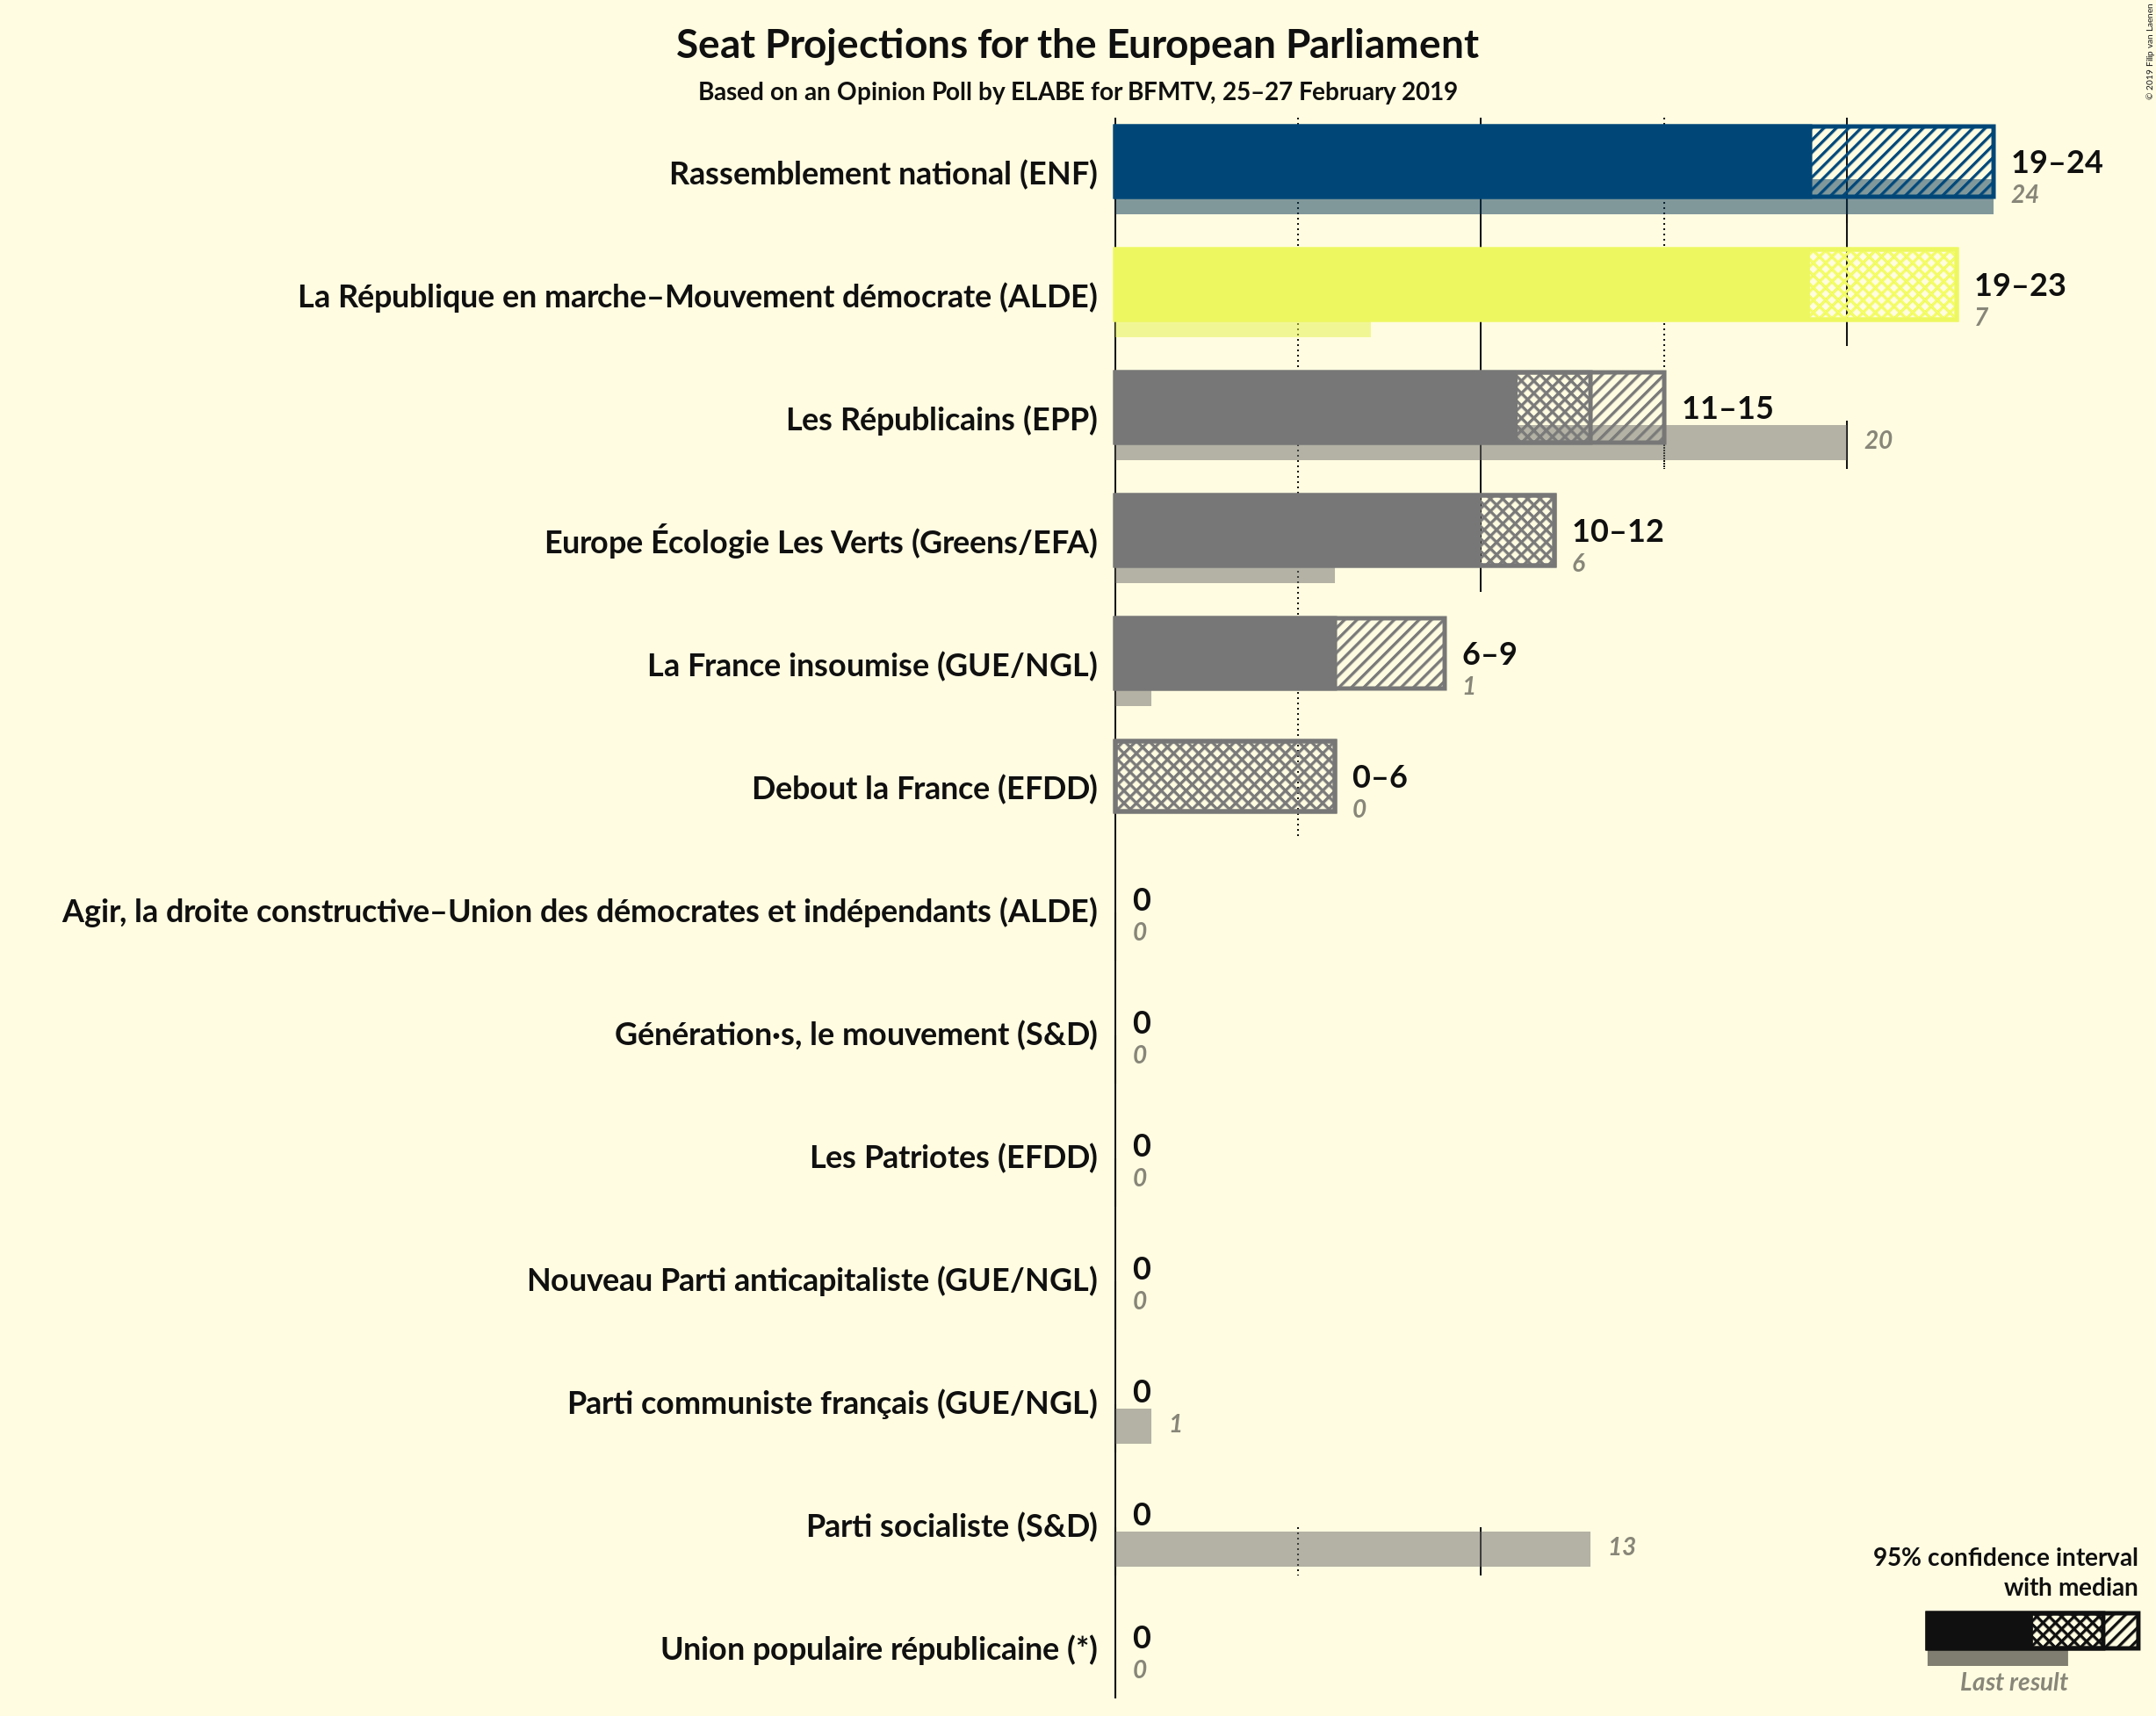 Seat Projections for the European Parliament
Based on an Opinion Poll by ELABE for BFMTV, 25–27 February 2019
© 2019 Filip van Laenen
Rassemblement national (ENF)
19–24
24
La République en marche–Mouvement démocrate (ALDE)
19–23
7
Les Républicains (EPP)
11–15
20
Europe Écologie Les Verts (Greens/EFA)
10–12
6
La France insoumise (GUE/NGL)
6–9
1
Debout la France (EFDD)
0–6
0
Agir, la droite constructive–Union des démocrates et indépendants (ALDE)
0
0
Génération·s, le mouvement (S&D)
0
0
Les Patriotes (EFDD)
0
0
Nouveau Parti anticapitaliste (GUE/NGL)
0
0
Parti communiste français (GUE/NGL)
0
1
Parti socialiste (S&D)
0
13
Union populaire républicaine (*)
0
0
95% confidence interval
with median
Last result